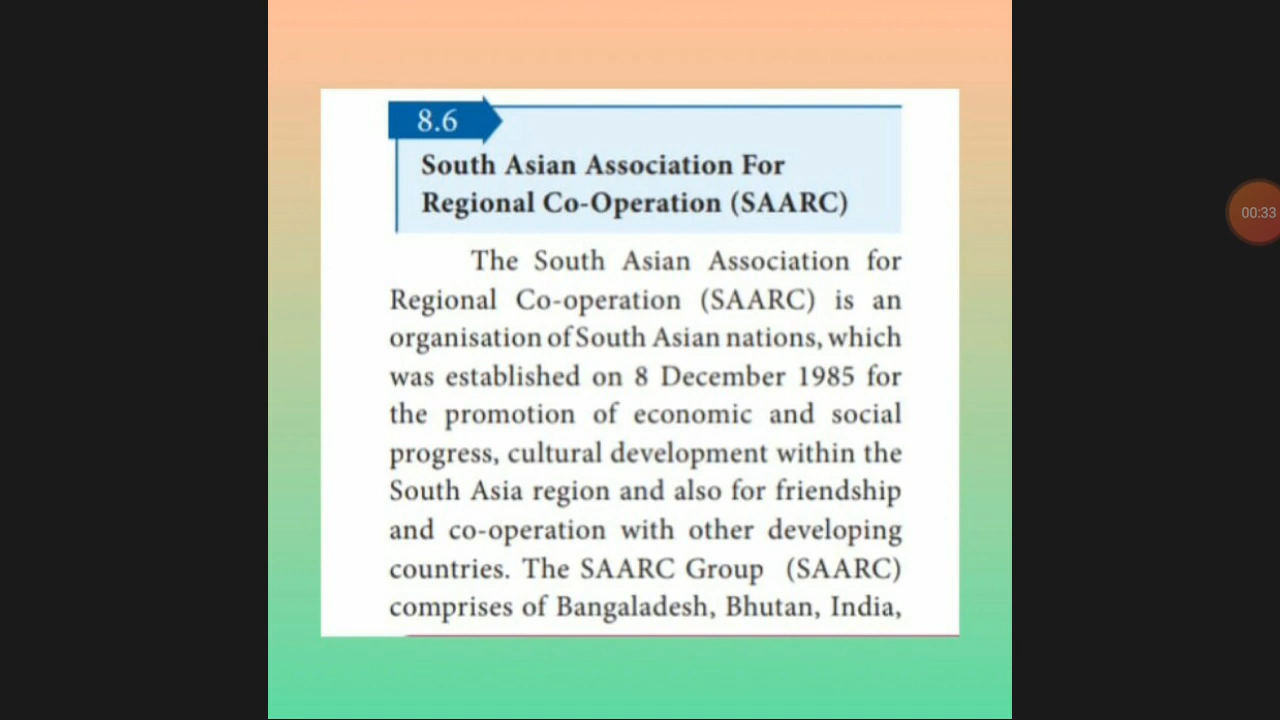 8.6
South Asian Association For
Regional Co-Operation (SAARC)
The South Asian Association for
Regional Co-operation (SAARC) is an
organisation of South Asian nations, which
was established on 8 December 1985 for
the promotion of economic and social
progress, cultural development within the
South Asia region and also for friendship
and co-operation with other developing
countries. The SAARC Group (SAARC)
comprises of Bangaladesh, Bhutan, India,
00:33